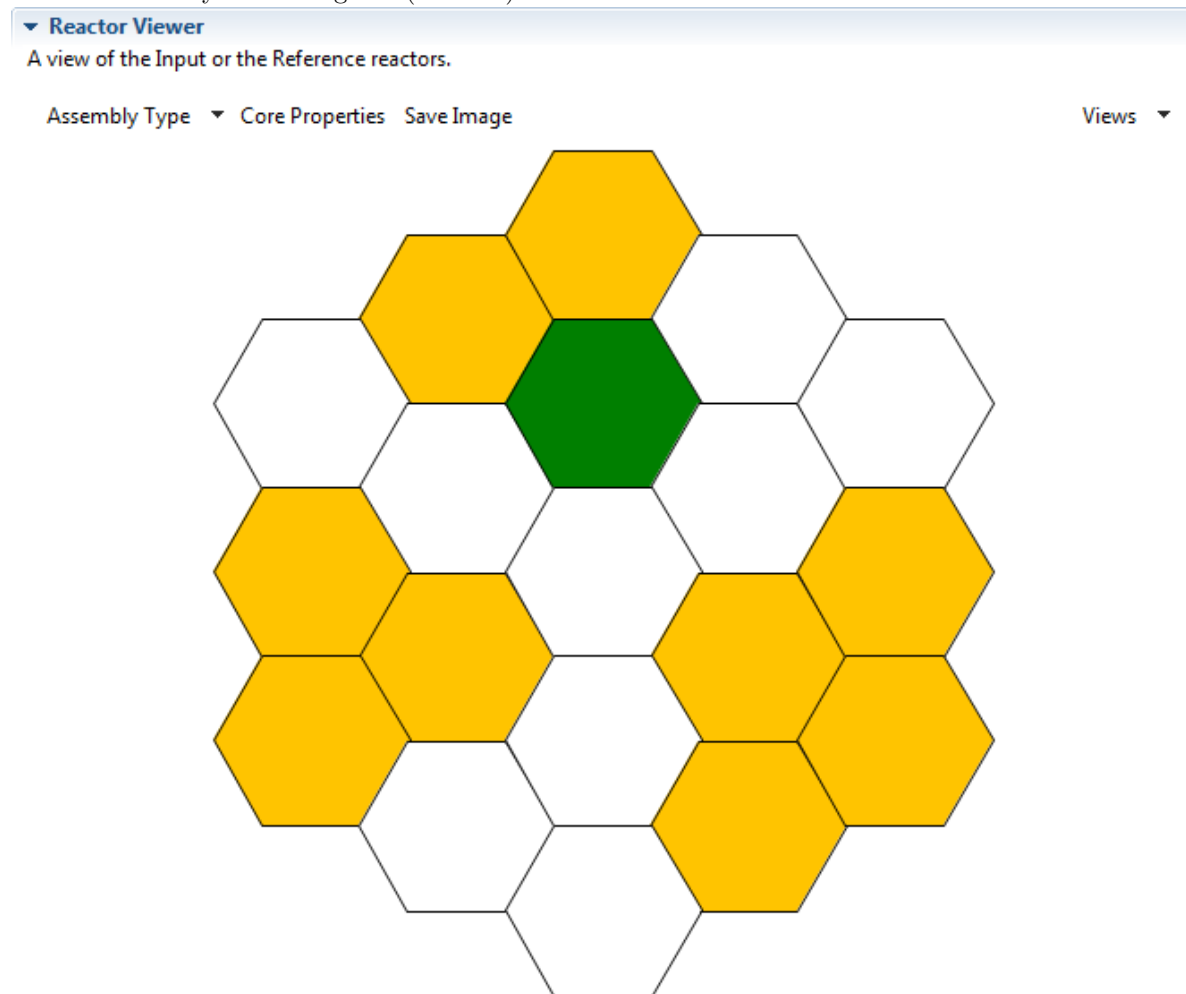 Reactor Viewer
A view of the Input or the Reference reactors.
Assembly Type Core Properties Save Image Views